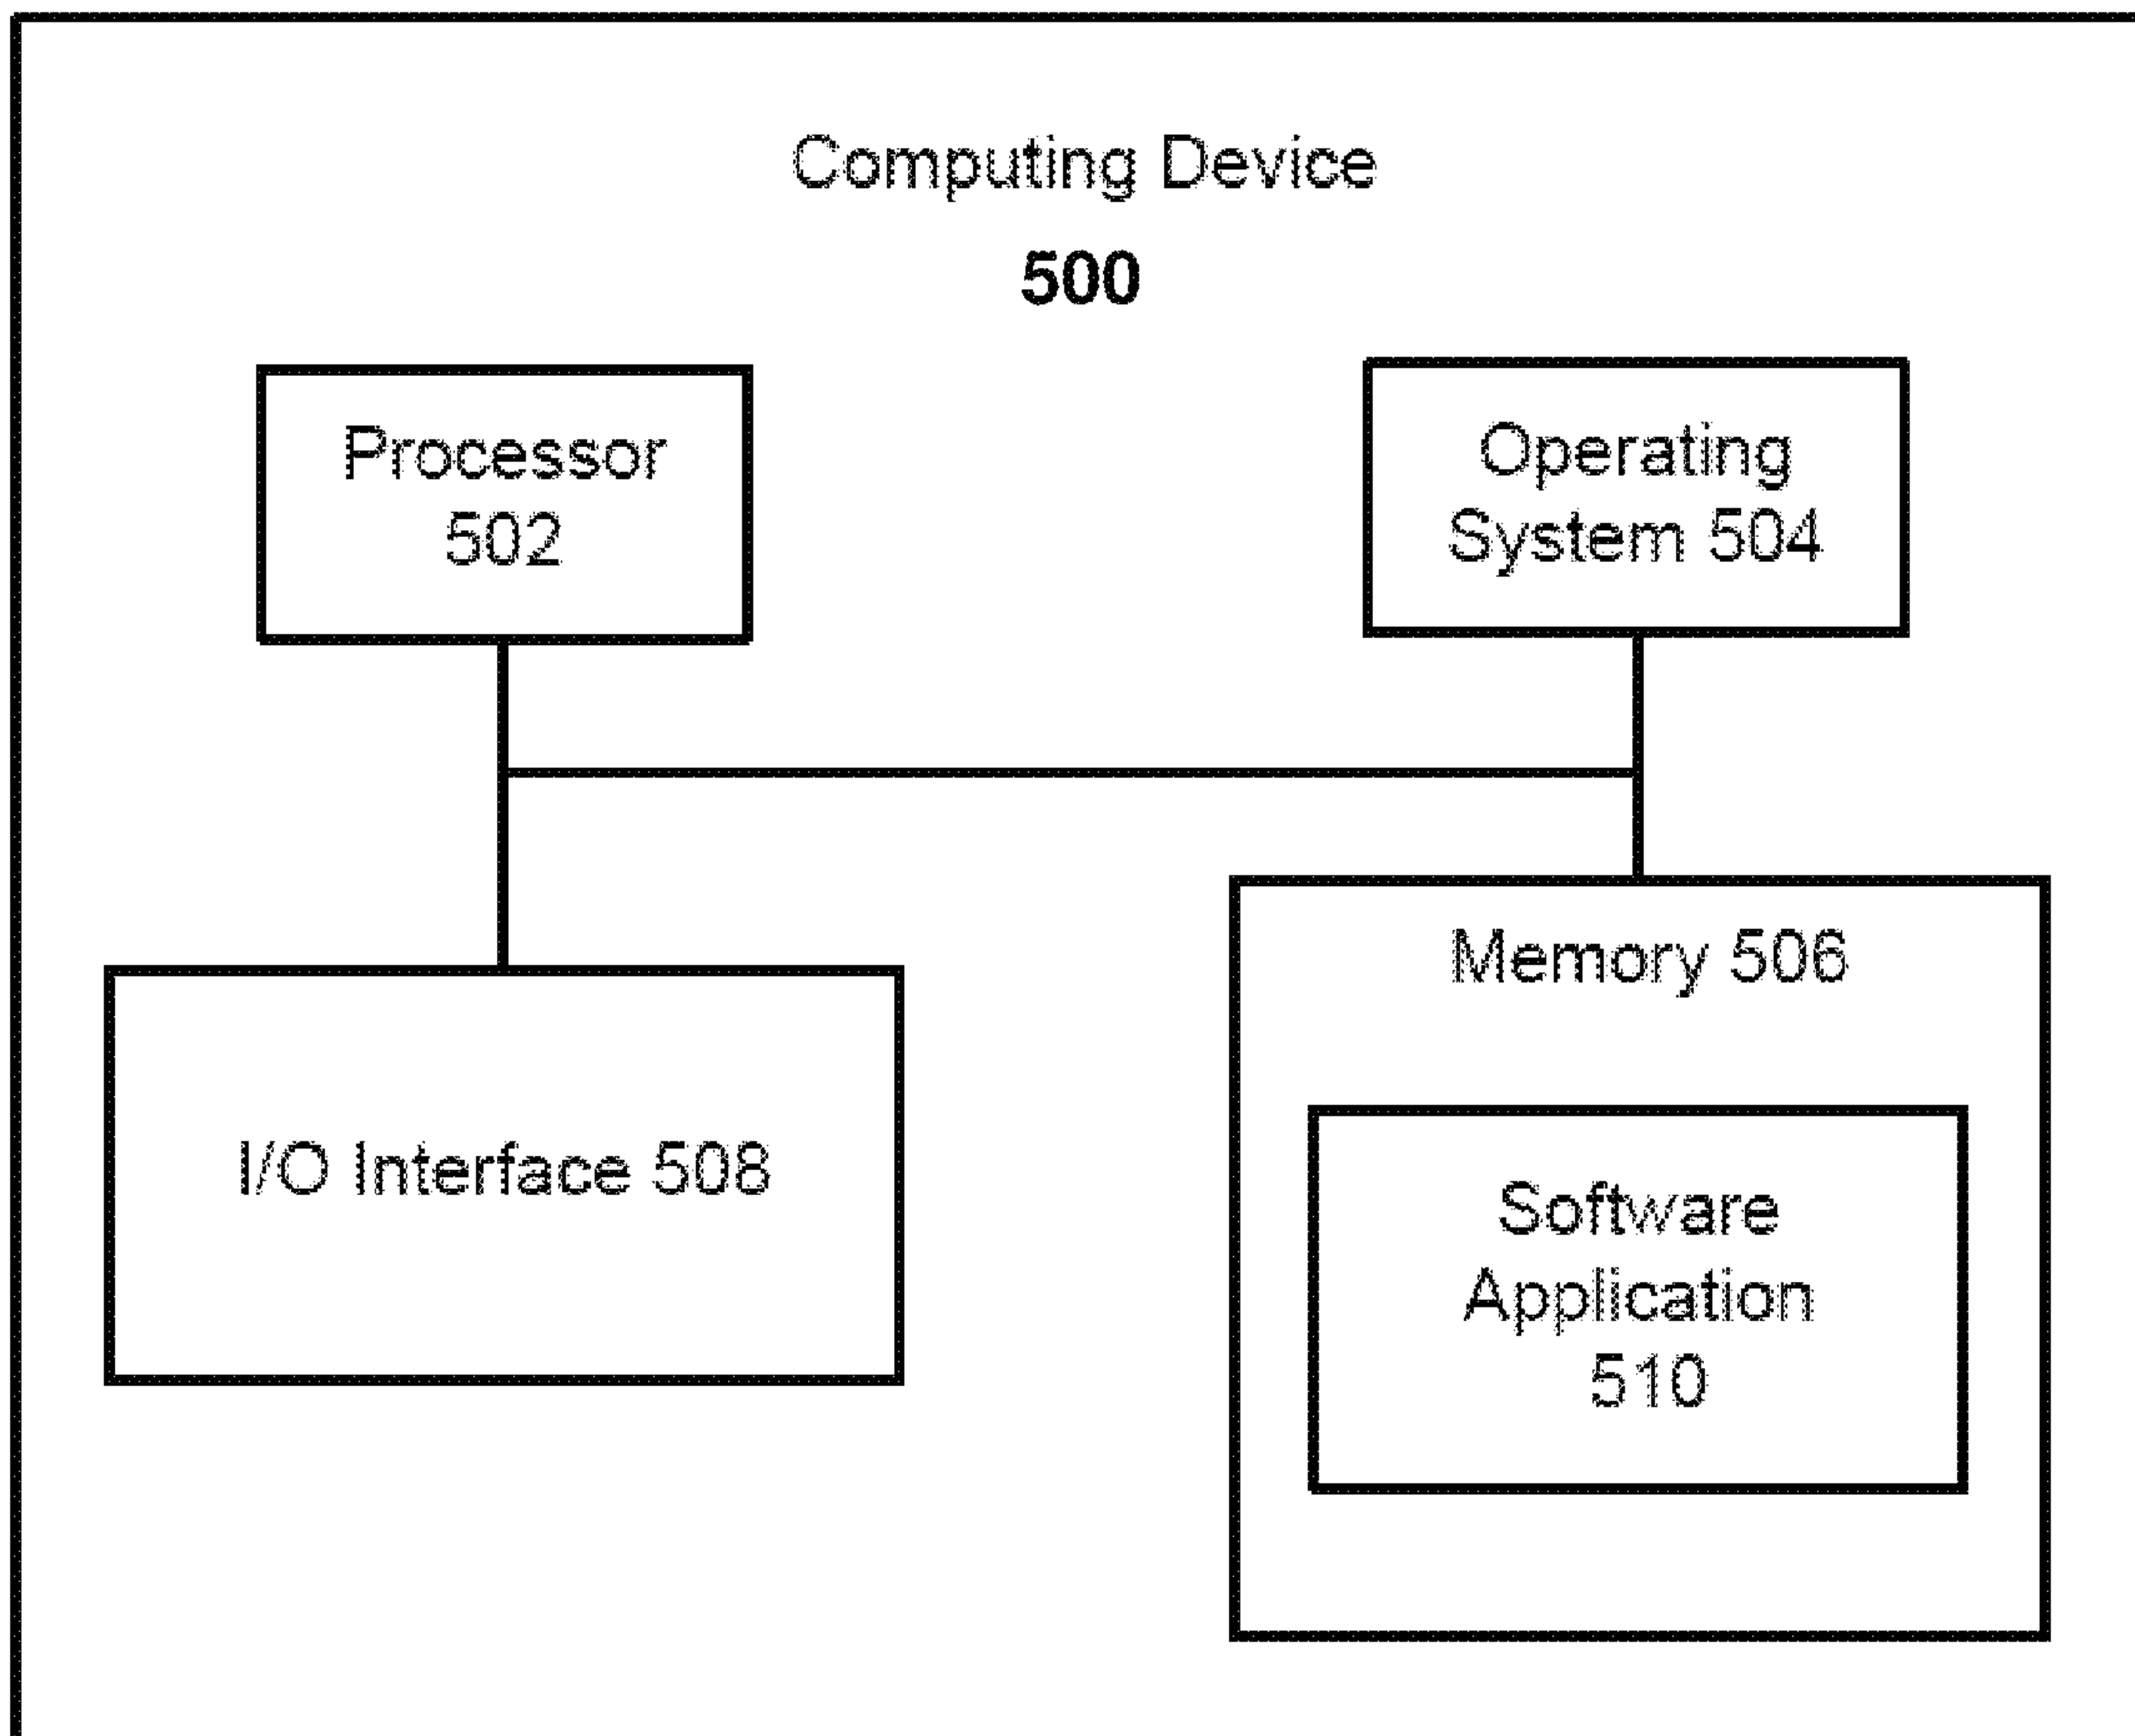 Computing Device
500
Processor
502
Operating
System 504
I/O Interface 508
Memory 506
Software
Application
510